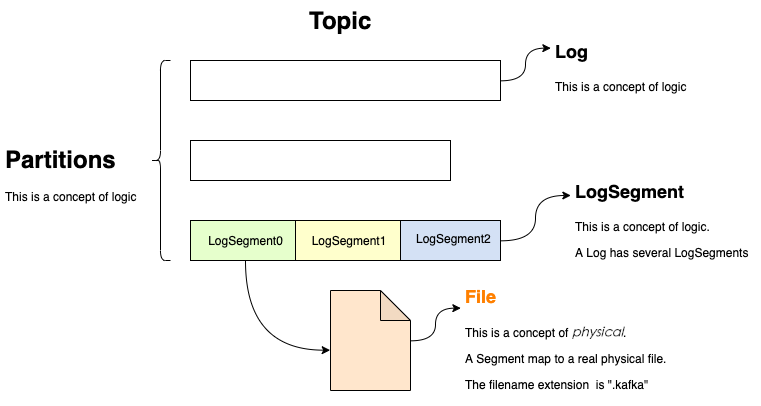 Topic
Log
This is a concept of logic
Partitions
This is a concept of logic
LogSegment
This is a concept of logic.
A Log has several LogSegments
LogSegment0
LogSegment1
LogSegment2
File
This is a concept of physical.
A Segment map to a real physical file.
The filename extension is ".kafka"